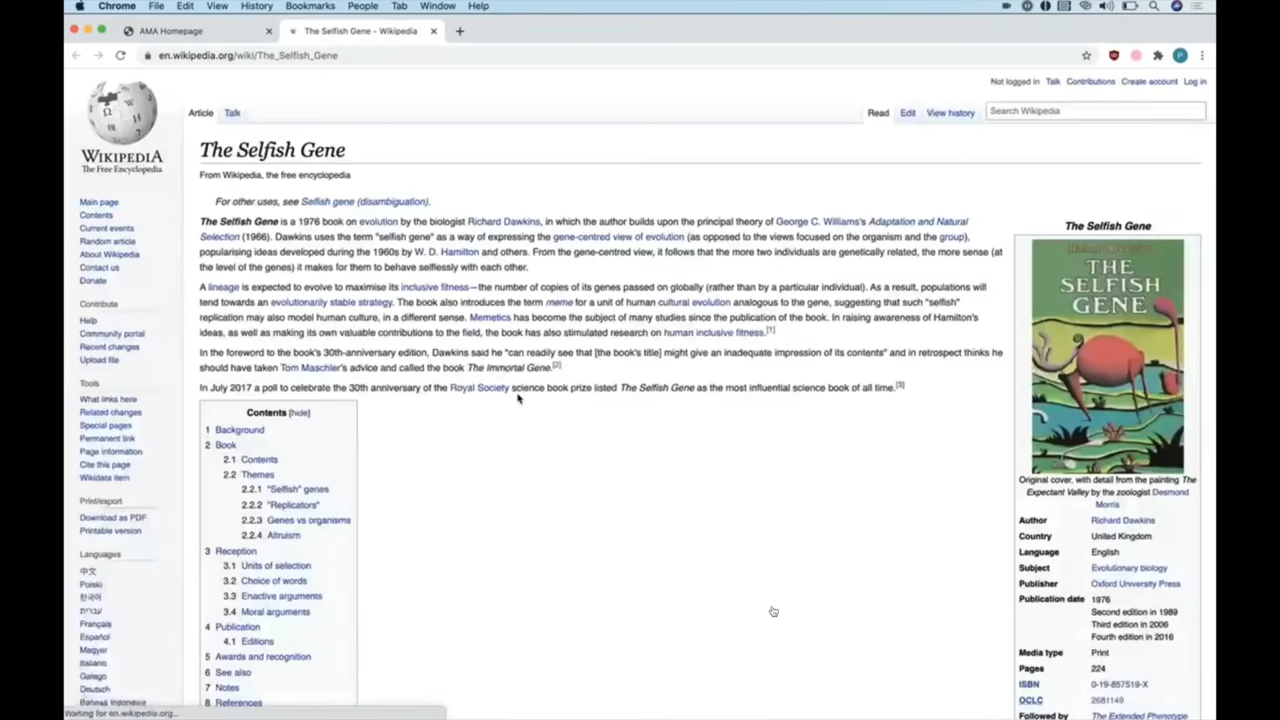 Chrome File Edit View History Bookmarks People Tab Window Help
AMA Homepage
The Selfish Gene - Wikipedia
en.wikipedia.org/wiki/The_Selfish_Gene
Not logged in Talk Contributions Create account Log in
Article Talk
Read Edit View history
Search Wikipedia
WIKIPEDIA
The Free Encyclopedia
Main page
Contents
Current events
Random article
About Wikipedia
Contact us
Donate
Contribute
Help
Community portal
Recent changes
Upload file
Tools
What links here
Related changes
Special pages
Permanent link
Page information
Cite this page
Wikidata item
Print/export
Download as PDF
Printable version
Languages
中文
Polski
한국어
עברית
Français
Español
Magyar
Italiano
Galego
Deutsch
Bahasa Indonesia
Waiting for en.wikipedia.org...
The Selfish Gene
From Wikipedia, the free encyclopedia
For other uses, see Selfish gene (disambiguation).
The Selfish Gene is a 1976 book on evolution by the biologist Richard Dawkins, in which the author builds upon the principal theory of George C. Williams's Adaptation and Natural
Selection (1966). Dawkins uses the term "selfish gene" as a way of expressing the gene-centred view of evolution (as opposed to the views focused on the organism and the group),
popularising ideas developed during the 1960s by W. D. Hamilton and others. From the gene-centred view, it follows that the more two individuals are genetically related, the more sense (at
the level of the genes) it makes for them to behave selflessly with each other.
A lineage is expected to evolve to maximise its inclusive fitness—the number of copies of its genes passed on globally (rather than by a particular individual). As a result, populations will
tend towards an evolutionarily stable strategy. The book also introduces the term meme for a unit of human cultural evolution analogous to the gene, suggesting that such "selfish"
replication may also model human culture, in a different sense. Memetics has become the subject of many studies since the publication of the book. In raising awareness of Hamilton's
ideas, as well as making its own valuable contributions to the field, the book has also stimulated research on human inclusive fitness.[1]
In the foreword to the book's 30th-anniversary edition, Dawkins said he "can readily see that [the book's title] might give an inadequate impression of its contents" and in retrospect thinks he
should have taken Tom Maschler's advice and called the book The Immortal Gene.[2]
In July 2017 a poll to celebrate the 30th anniversary of the Royal Society science book prize listed The Selfish Gene as the most influential science book of all time.[3]
Contents [hide]
1 Background
2 Book
2.1 Contents
2.2 Themes
2.2.1 "Selfish" genes
2.2.2 "Replicators"
2.2.3 Genes vs organisms
2.2.4 Altruism
3 Reception
3.1 Units of selection
3.2 Choice of words
3.3 Enactive arguments
3.4 Moral arguments
4 Publication
4.1 Editions
5 Awards and recognition
6 See also
7 Notes
8 References
The Selfish Gene
THE
SELFISH
GENE
Original cover, with detail from the painting The
Expectant Valley by the zoologist Desmond
Morris
Author Richard Dawkins
Country United Kingdom
Language English
Subject Evolutionary biology
Publisher Oxford University Press
Publication date 1976
Second edition in 1989
Third edition in 2006
Fourth edition in 2016
Media type Print
Pages 224
ISBN 0-19-857519-X
OCLC 2681149
Followed by The Extended Phenotype